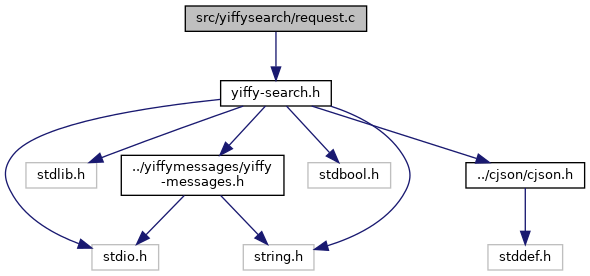 src/yiffysearch/request.c
yiffy-search.h
stdlib.h
../yiffymessages/yiffy
-messages.h
stdbool.h
../cjson/cjson.h
stdio.h
string.h
stddef.h